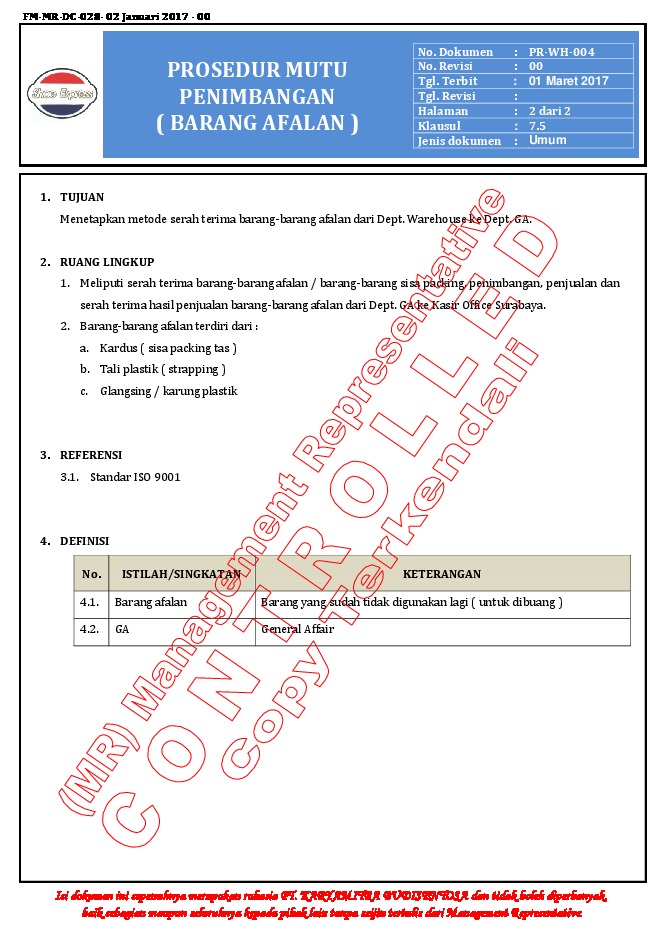 FM-MR-DC-028- 02 Januari 2017 - 00
Shoe Express
PROSEDUR MUTU
PENIMBANGAN
( BARANG AFALAN )
No. Dokumen : PR-WH-004
No. Revisi : 00
Tgl. Terbit : 01 Maret 2017
Tgl. Revisi :
Halaman : 2 dari 2
Klausul : 7.5
Jenis dokumen : Umum
1. TUJUAN
Menetapkan metode serah terima barang-barang afalan dari Dept. Warehouse ke Dept. GA.
2. RUANG LINGKUP
1. Meliputi serah terima barang-barang afalan / barang-barang sisa packing, penimbangan, penjualan dan
serah terima hasil penjualan barang-barang afalan dari Dept. GA ke Kasir Office Surabaya.
2. Barang-barang afalan terdiri dari :
a. Kardus ( sisa packing tas )
b. Tali plastik ( strapping )
c. Glangsing / karung plastik
3. REFERENSI
3.1. Standar ISO 9001
4. DEFINISI
No. ISTILAH/SINGKATAN KETERANGAN
4.1. Barang afalan Barang yang sudah tidak digunakan lagi ( untuk dibuang )
4.2. GA General Affair
(MR) Management Representative
CONTROLLED
Copy Terkendali
Isi dokumen ini sepenuhnya merupakan rahasia PT. KARYAMITRA BUDISENTOSA dan tidak boleh diperbanyak,
baik sebagian maupun seluruhnya kepada pihak lain tanpa seijin tertulis dari Management Representative